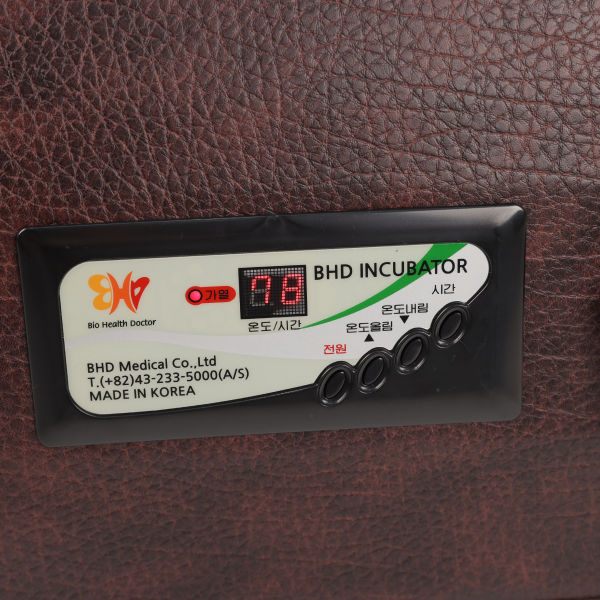 BHD
Bio Health Doctor
가열
온도/시간
BHD INCUBATOR
시간
온도내림
▼
온도올림
▲
전원
BHD Medical Co.,Ltd
T.(+82)43-233-5000(A/S)
MADE IN KOREA